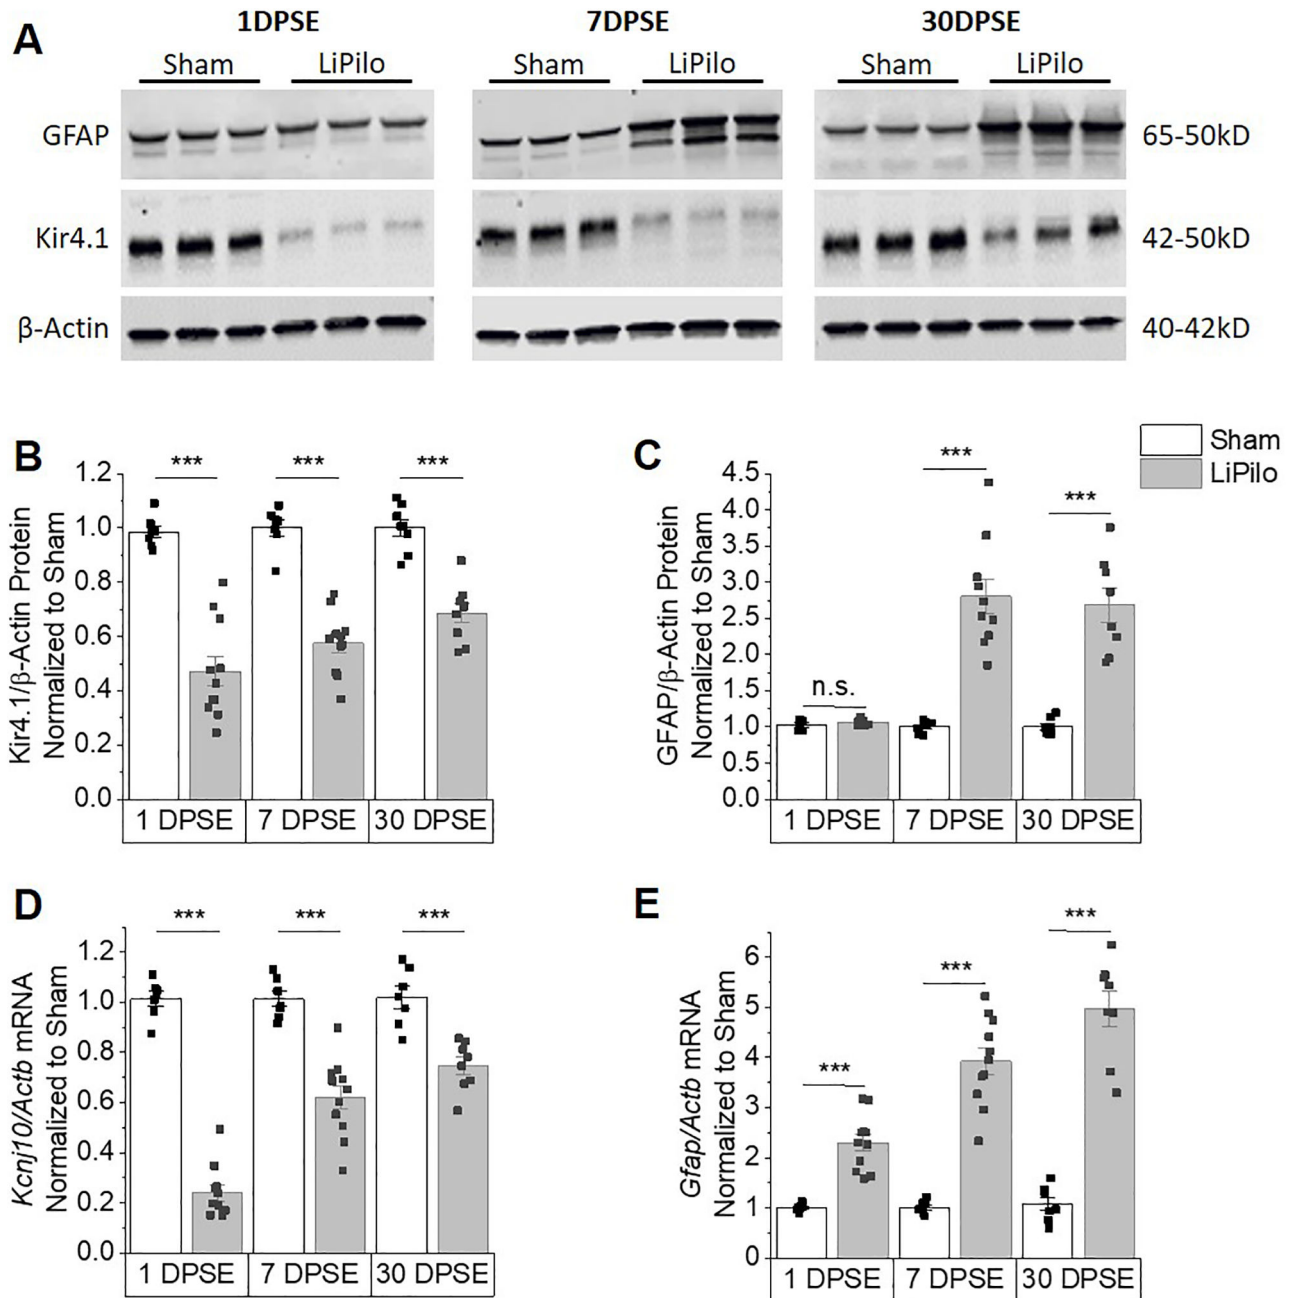 A
1DPSE 7DPSE 30DPSE
Sham LiPilo Sham LiPilo Sham LiPilo
GFAP 65-50kD
Kir4.1 42-50kD
β-Actin 40-42kD
B
Kir4.1/β-Actin Protein
Normalized to Sham
1.2
1.0
0.8
0.6
0.4
0.2
0.0
*** *** ***
1 DPSE 7 DPSE 30 DPSE
C
Sham
LiPilo
GFAP/β-Actin Protein
Normalized to Sham
4.5
4.0
3.5
3.0
2.5
2.0
1.5
1.0
0.5
0.0
n.s. *** ***
1 DPSE 7 DPSE 30 DPSE
D
Kcnj10/Actb mRNA
Normalized to Sham
1.2
1.0
0.8
0.6
0.4
0.2
0.0
*** *** ***
1 DPSE 7 DPSE 30 DPSE
E
Gfap/Actb mRNA
Normalized to Sham
6
5
4
3
2
1
0
*** *** ***
1 DPSE 7 DPSE 30 DPSE